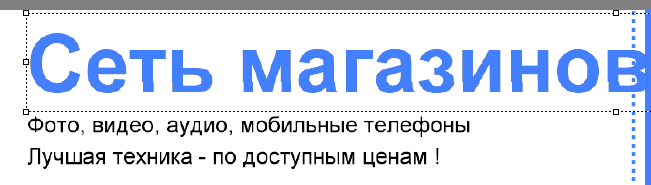 Сеть магазинов
Фото, видео, аудио, мобильные телефоны
Лучшая техника - по доступным ценам !